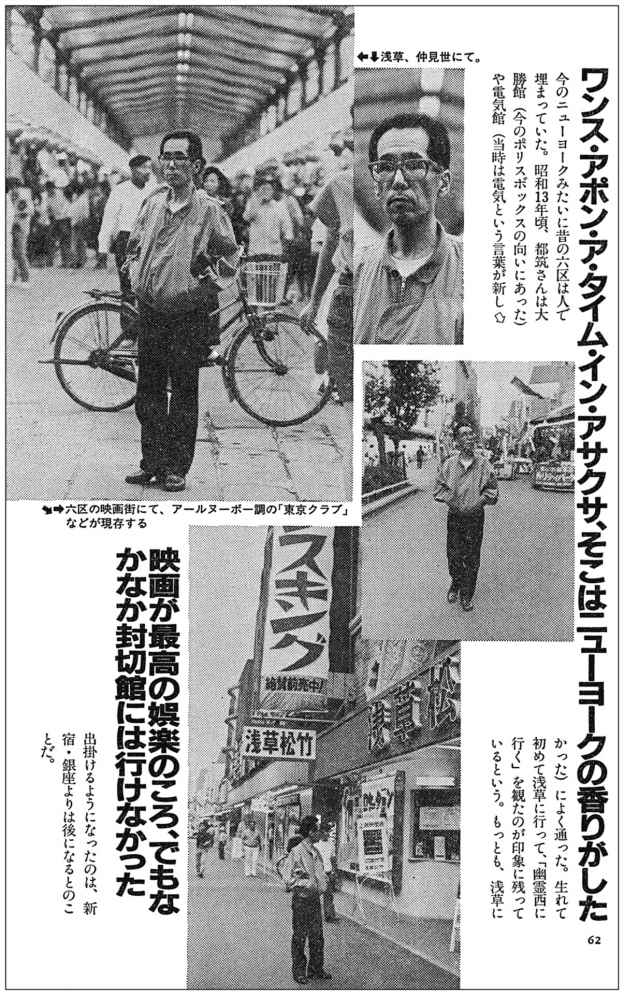 ワンス・アポン・ア・タイム・イン・アサクサ、そこはニューヨークの香りがした
⬅⬇浅草、仲見世にて。
今のニューヨークみたいに昔の六区は人で
埋まっていた。昭和13年頃、都筑さんは大
勝館（今のポリスボックスの向いにあった）
や電気館（当時は電気という言葉が新し⇩
かった）によく通った。生れて
初めて浅草に行って、「幽霊西に
行く」を観たのが印象に残って
いるという。もっとも、浅草に
出掛けるようになったのは、新
宿・銀座よりは後になるとのこ
とだ。
⬊➡六区の映画街にて、アールヌーボー調の「東京クラブ」
などが現存する
映画が最高の娯楽のころ、でもな
かなか封切館には行けなかった
スキング
絶賛前売中!
浅草松竹
浅草松
62